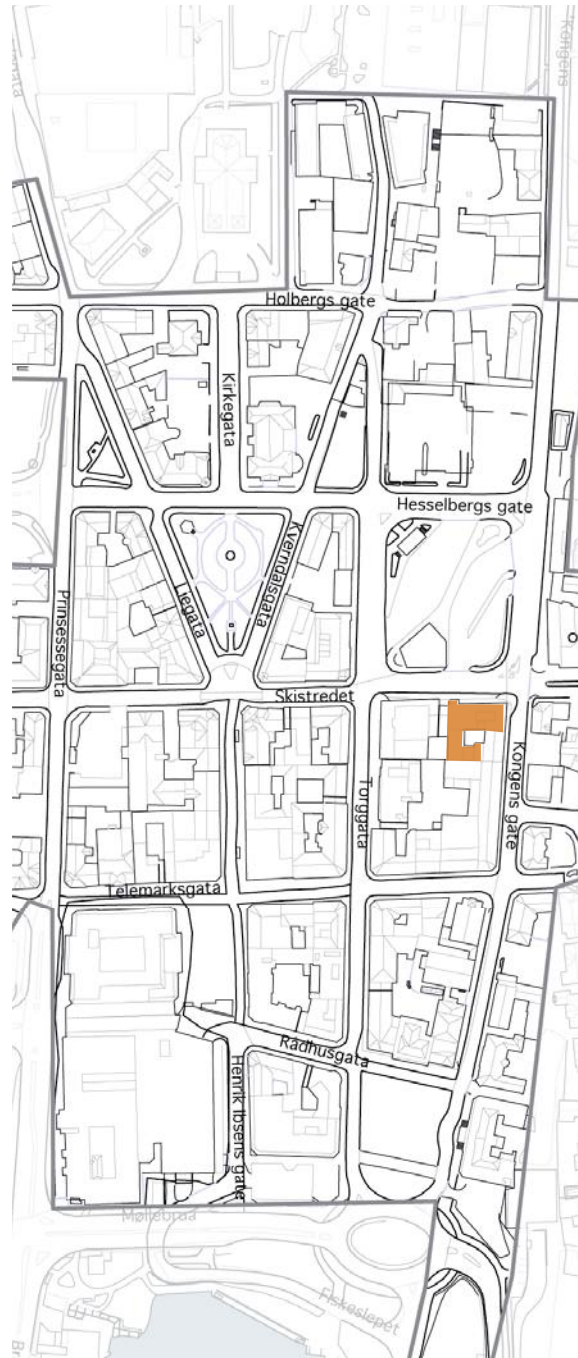 Kongens
Holbergs gate
Kirkegata
Hesselbergs gate
Kverndalsgata
Liegata
Prinsessegata
Skistredet
Torggata
Kongens gate
Telemarksgata
Rådhusgata
Henrik Ibsens gate
Møllebrua
Fiskeslepet